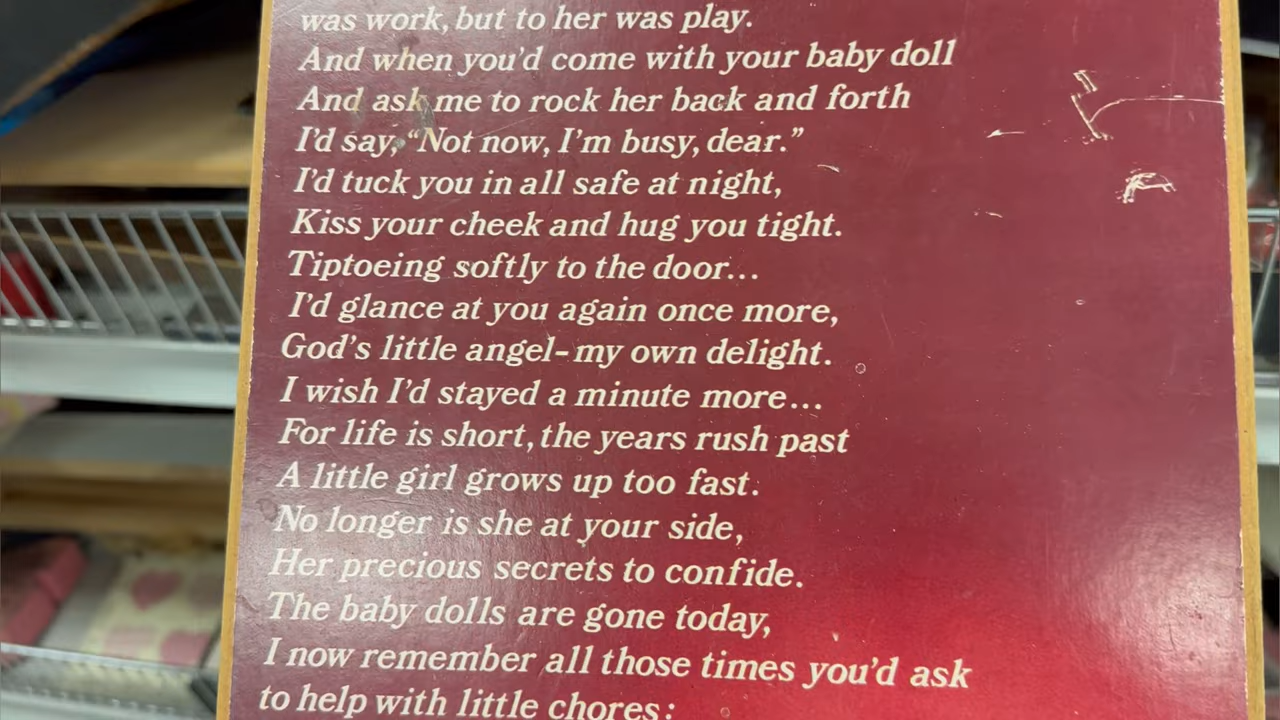 was work, but to her was play.
And when you'd come with your baby doll
And ask me to rock her back and forth
I'd say, “Not now, I'm busy, dear.”
I'd tuck you in all safe at night,
Kiss your cheek and hug you tight.
Tiptoeing softly to the door...
I'd glance at you again once more,
God's little angel-my own delight.
I wish I'd stayed a minute more...
For life is short, the years rush past
A little girl grows up too fast.
No longer is she at your side,
Her precious secrets to confide.
The baby dolls are gone today,
I now remember all those times you'd ask
to help with little chores: